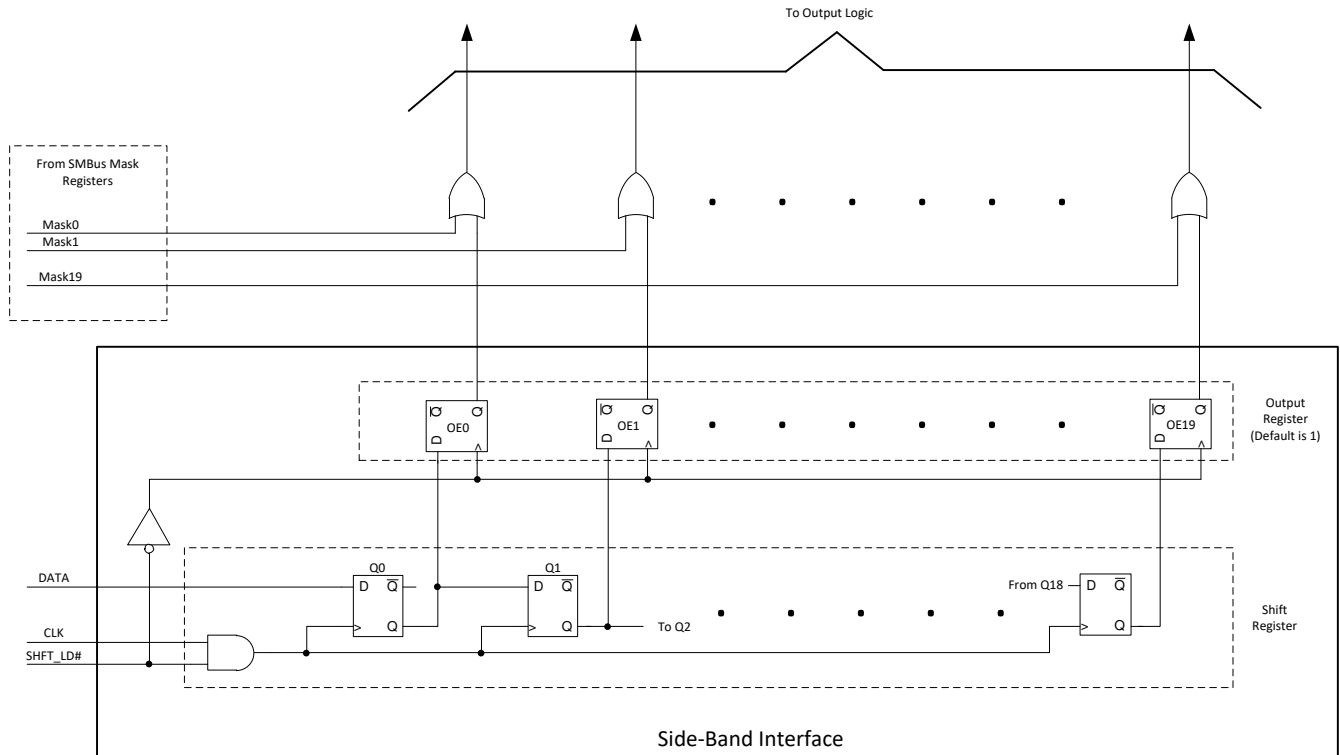 To Output Logic
From SMBus Mask
Registers
Mask0
Mask1
Mask19
Q̅ Q
OE0
D >
Q̅ Q
OE1
D >
Q̅ Q
OE19
D >
Output
Register
(Default is 1)
Q0
Q1
DATA
D Q̅
D Q̅
From Q18
D Q̅
> Q
> Q
To Q2
> Q
Shift
Register
CLK
SHFT_LD#
Side-Band Interface